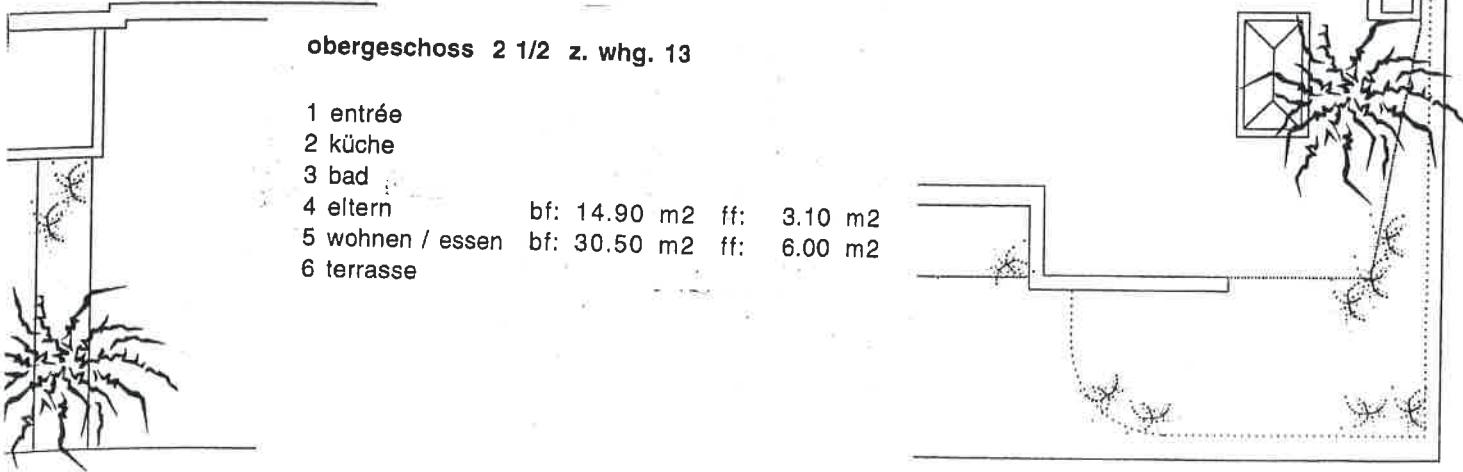 obergeschoss 2 1/2 z. whg. 13
1 entrée
2 küche
3 bad
4 eltern bf: 14.90 m2 ff: 3.10 m2
5 wohnen / essen bf: 30.50 m2 ff: 6.00 m2
6 terrasse